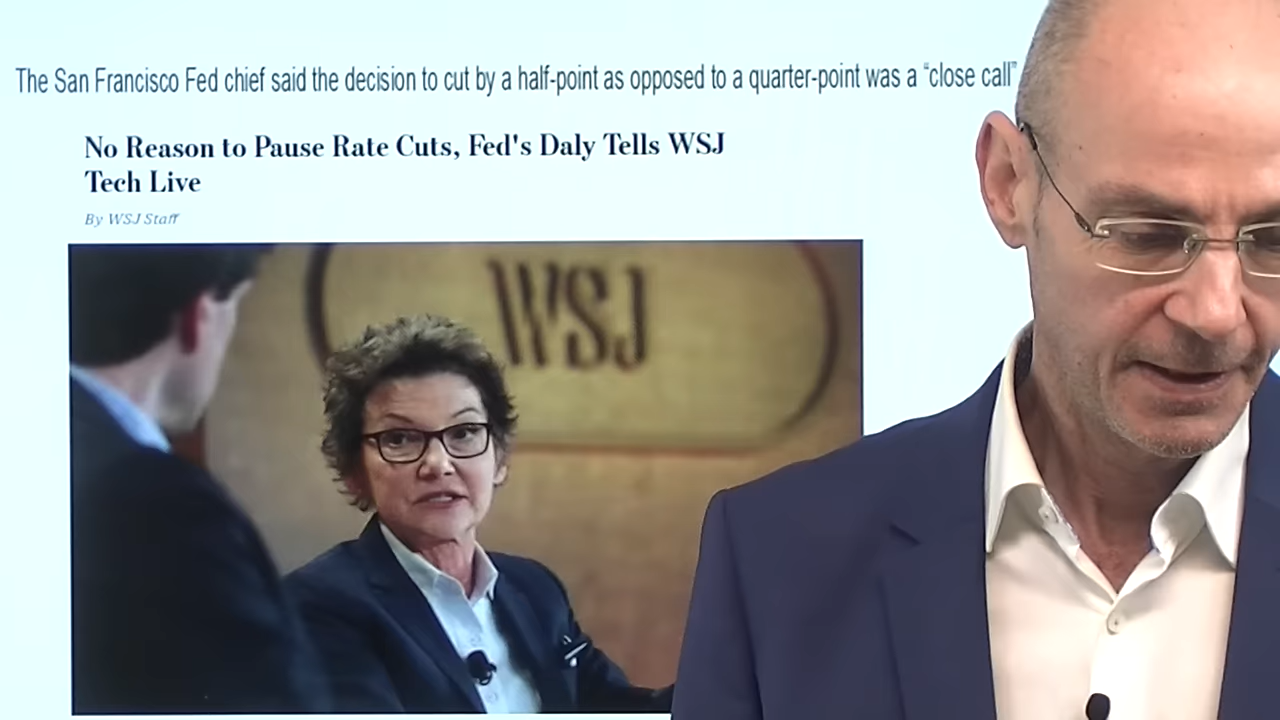 The San Francisco Fed chief said the decision to cut by a half-point as opposed to a quarter-point was a “close call”
No Reason to Pause Rate Cuts, Fed's Daly Tells WSJ
Tech Live
By WSJ Staff
WSJ